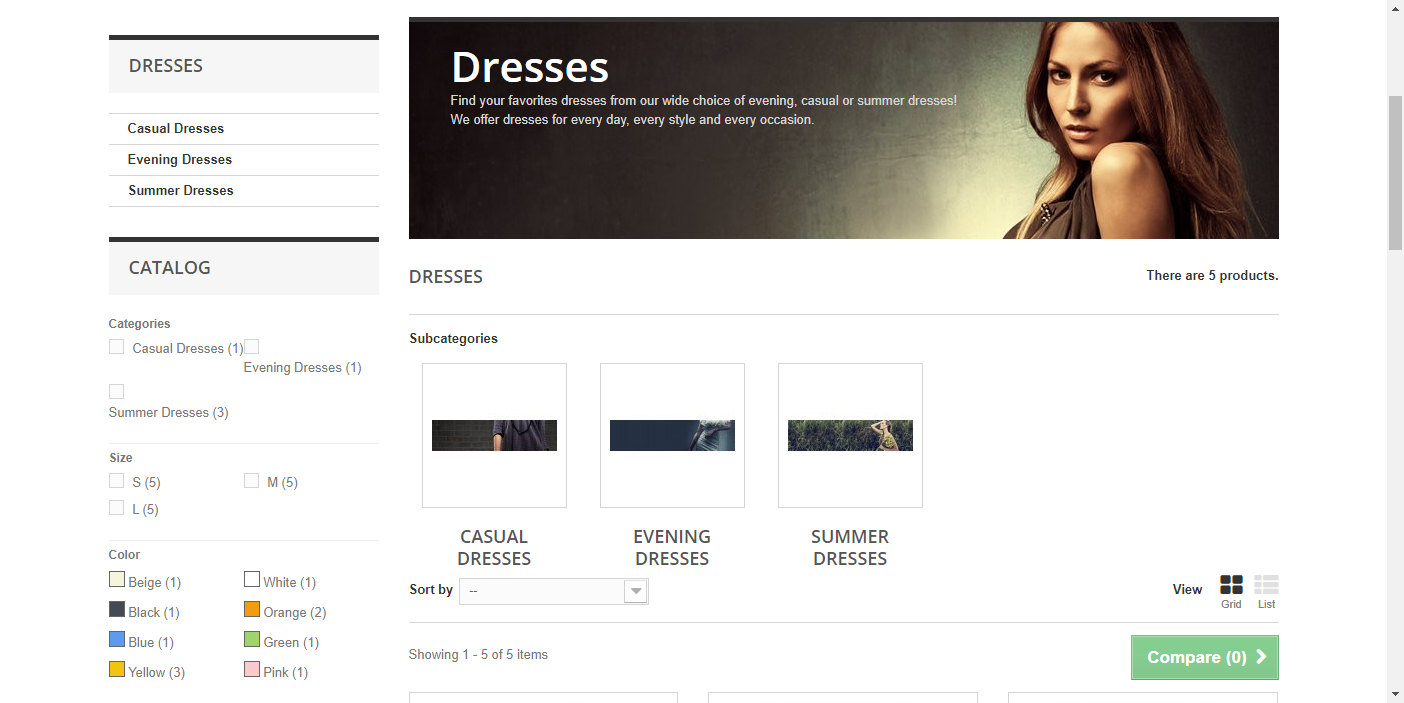 DRESSES
Casual Dresses
Evening Dresses
Summer Dresses
CATALOG
Categories
Casual Dresses (1)
Evening Dresses (1)
Summer Dresses (3)
Size
S (5)
M (5)
L (5)
Color
Beige (1)
White (1)
Black (1)
Orange (2)
Blue (1)
Green (1)
Yellow (3)
Pink (1)
Dresses
Find your favorites dresses from our wide choice of evening, casual or summer dresses!
We offer dresses for every day, every style and every occasion.
DRESSES
There are 5 products.
Subcategories
CASUAL
DRESSES
EVENING
DRESSES
SUMMER
DRESSES
Sort by
--
View
Grid
List
Showing 1 - 5 of 5 items
Compare (0)